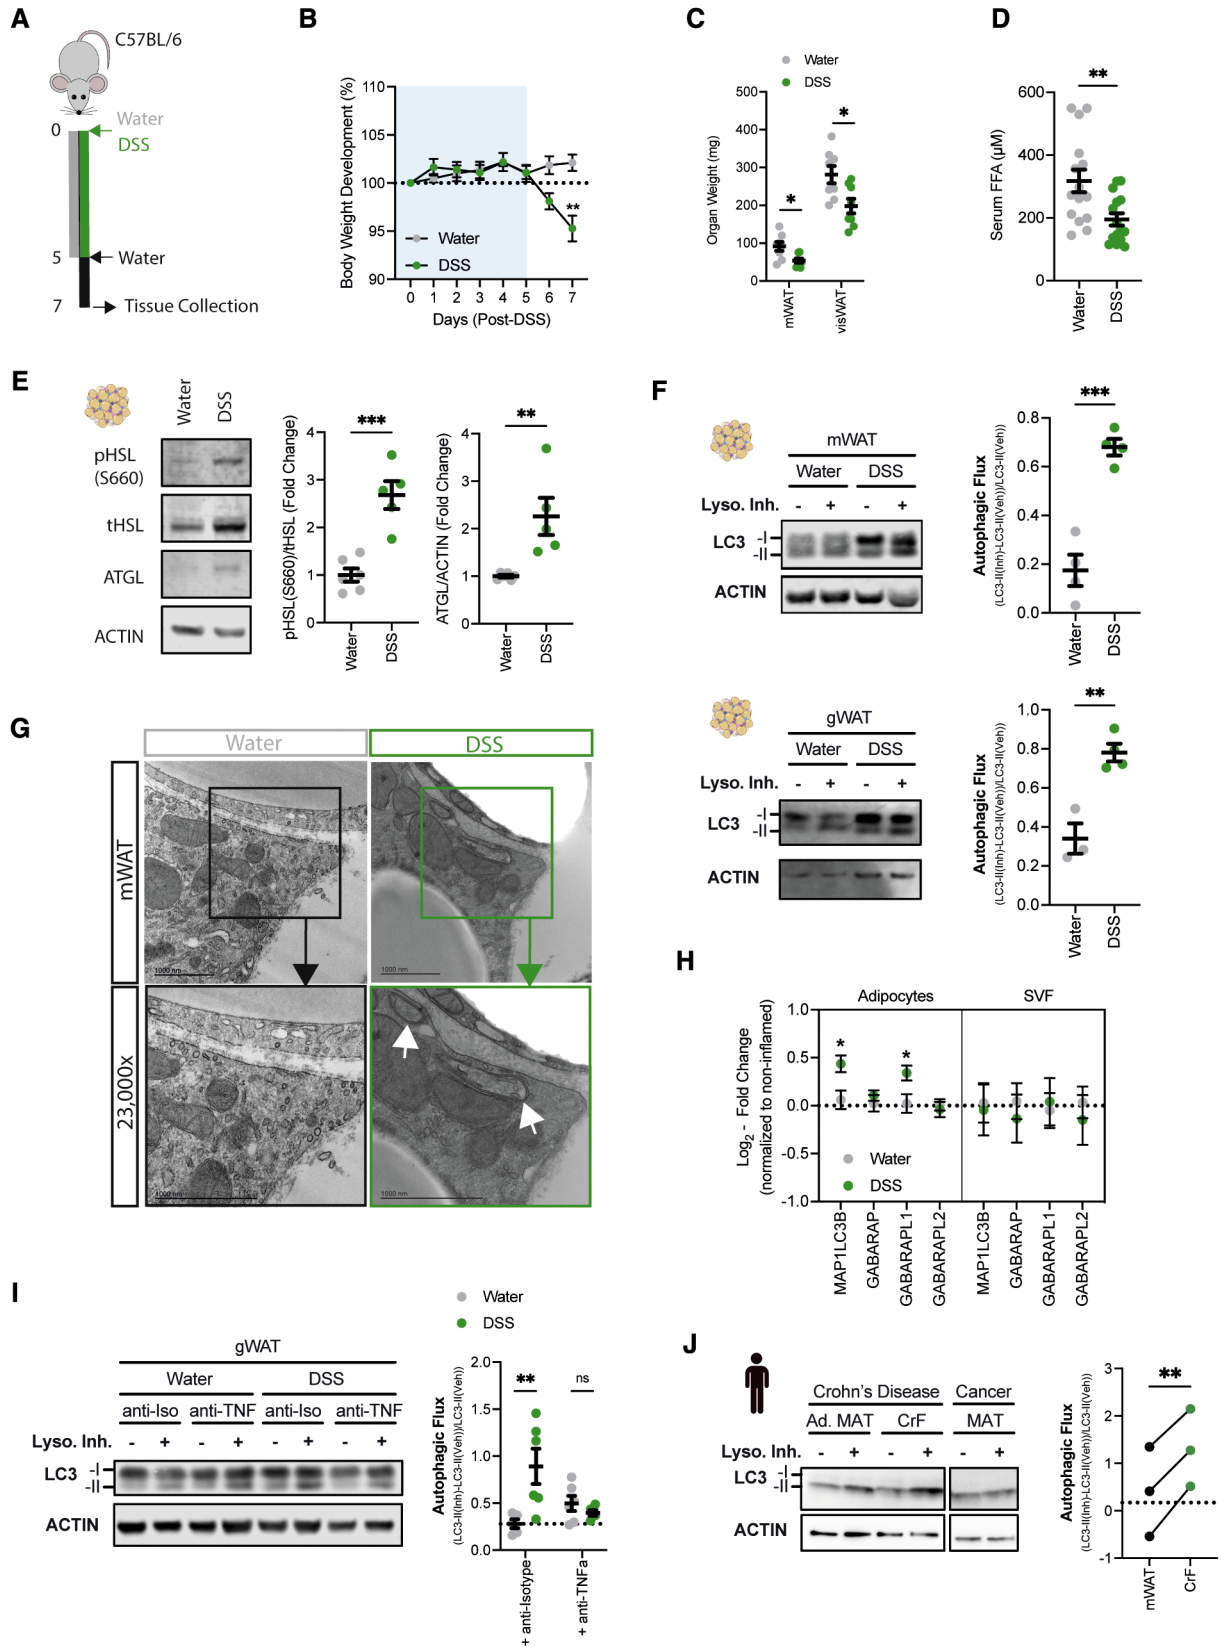 A
C57BL/6
0
Water
DSS
5
Water
7
Tissue Collection
B
Body Weight Development (%)
110
105
100
95
90
**
Water
DSS
0 1 2 3 4 5 6 7
Days (Post-DSS)
C
Water
DSS
Organ Weight (mg)
500
400
300
200
100
0
*
*
mWAT
visWAT
D
Serum FFA (µM)
600
400
200
0
**
Water
DSS
E
Water
DSS
pHSL
(S660)
tHSL
ATGL
ACTIN
pHSL(S660)/tHSL (Fold Change)
4
3
2
1
0
***
Water
DSS
ATGL/ACTIN (Fold Change)
4
3
2
1
0
**
Water
DSS
F
mWAT
Water DSS
Lyso. Inh. - + - +
LC3 -I
-II
ACTIN
Autophagic Flux
(LC3-II(Inh)-LC3-II(Veh))/LC3-II(Veh))
0.8
0.6
0.4
0.2
0.0
***
Water
DSS
gWAT
Water DSS
Lyso. Inh. - + - +
LC3 -I
-II
ACTIN
Autophagic Flux
(LC3-II(Inh)-LC3-II(Veh))/LC3-II(Veh))
1.0
0.8
0.6
0.4
0.2
0.0
**
Water
DSS
G
Water
DSS
mWAT
1000 nm
1000 nm
23,000x
1000 nm
1000 nm
H
Adipocytes SVF
Log2 - Fold Change
(normalized to non-inflamed)
1.0
0.5
0.0
-0.5
-1.0
*
*
Water
DSS
MAP1LC3B
GABARAP
GABARAPL1
GABARAPL2
MAP1LC3B
GABARAP
GABARAPL1
GABARAPL2
I
gWAT
Water DSS
anti-Iso anti-TNF anti-Iso anti-TNF
Lyso. Inh. - + - + - + - +
LC3 -I
-II
ACTIN
Water
DSS
Autophagic Flux
(LC3-II(Inh)-LC3-II(Veh))/LC3-II(Veh))
2.0
1.5
1.0
0.5
0.0
**
ns
+ anti-Isotype
+ anti-TNFa
J
Crohn's Disease Cancer
Ad. MAT CrF MAT
Lyso. Inh. - + - + - +
LC3 -I
-II
ACTIN
Autophagic Flux
(LC3-II(Inh)-LC3-II(Veh))/LC3-II(Veh))
3
2
1
0
-1
**
mWAT
CrF